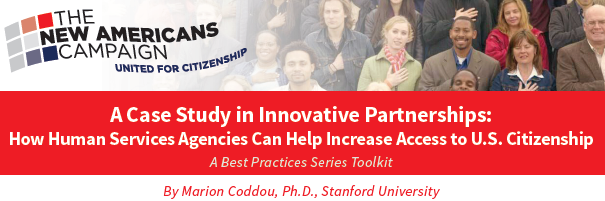 THE
NEW AMERICANS
CAMPAIGN
UNITED FOR CITIZENSHIP
A Case Study in Innovative Partnerships:
How Human Services Agencies Can Help Increase Access to U.S. Citizenship
A Best Practices Series Toolkit
By Marion Coddou, Ph.D., Stanford University